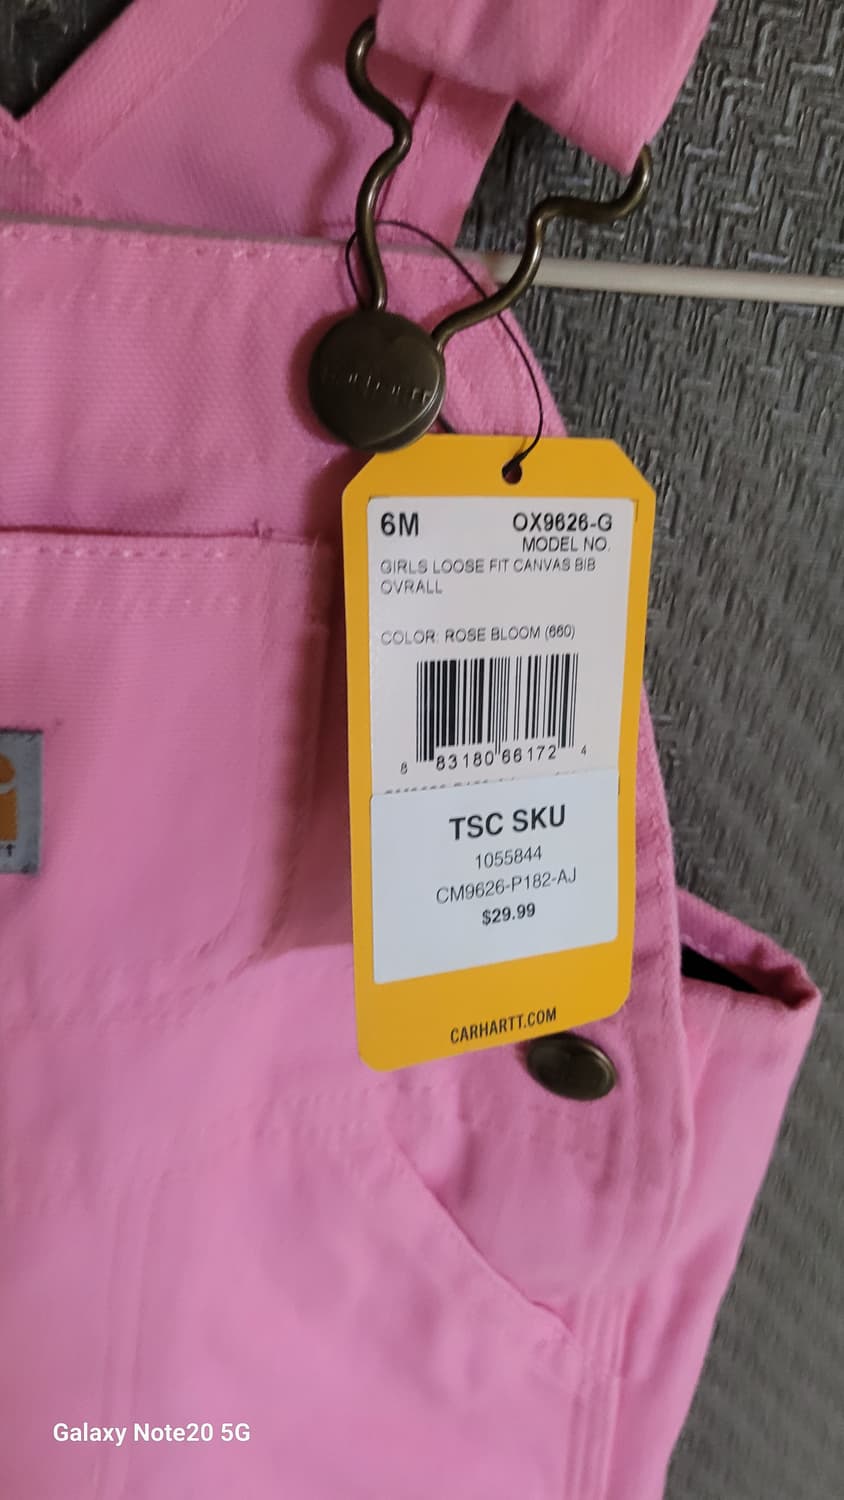 6M
OX9626-G
MODEL NO.
GIRLS LOOSE FIT CANVAS BIB
OVRALL
COLOR: ROSE BLOOM (660)
8 83180 66172 4
TSC SKU
1055844
CM9626-P182-AJ
$29.99
CARHARTT.COM
Galaxy Note20 5G